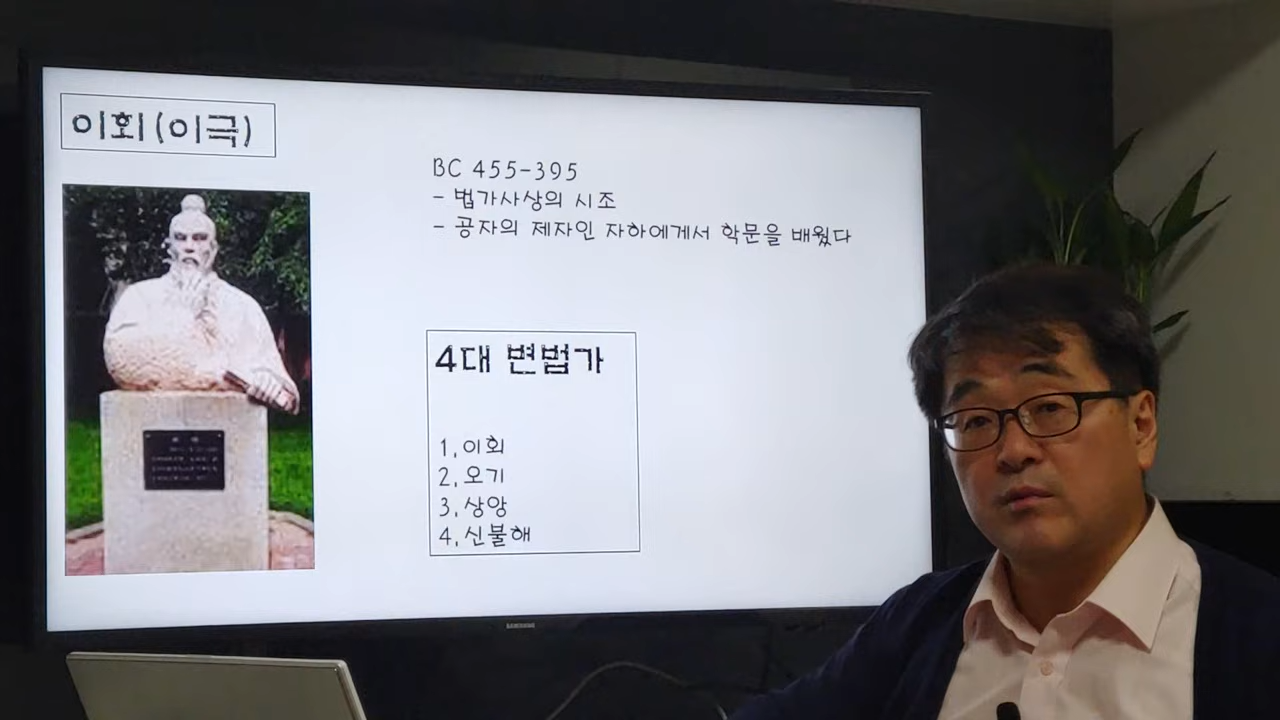 이회(이극)
BC 455-395
- 법가사상의 시조
- 공자의 제자인 자하에게서 학문을 배웠다
4대 변법가
1. 이회
2. 오기
3. 상앙
4. 신불해
SAMSUNG